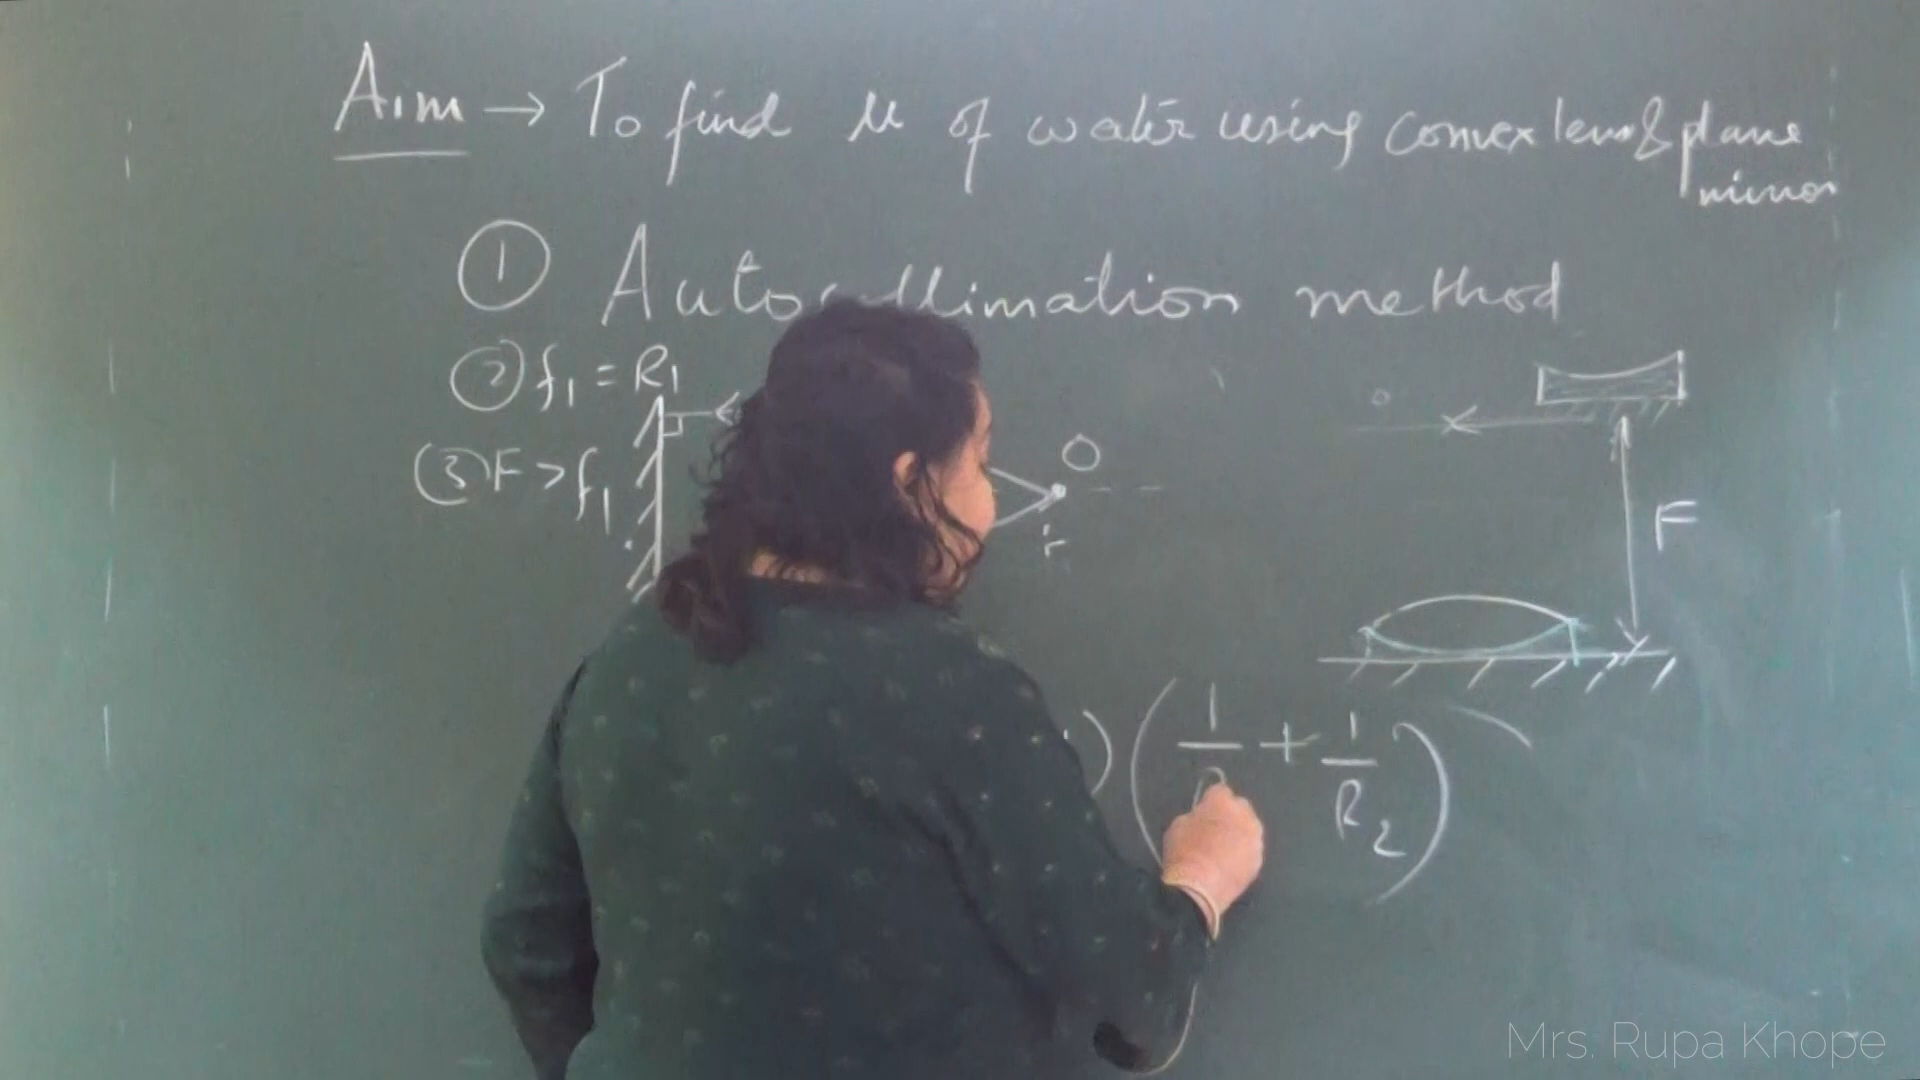 Aim → To find μ of water using convex lens & plane
mirror
① Autocollimation method
② f₁ = R₁
③ F > f₁
O
F
) ( 1/ + 1/R₂ )
Mrs. Rupa Khope